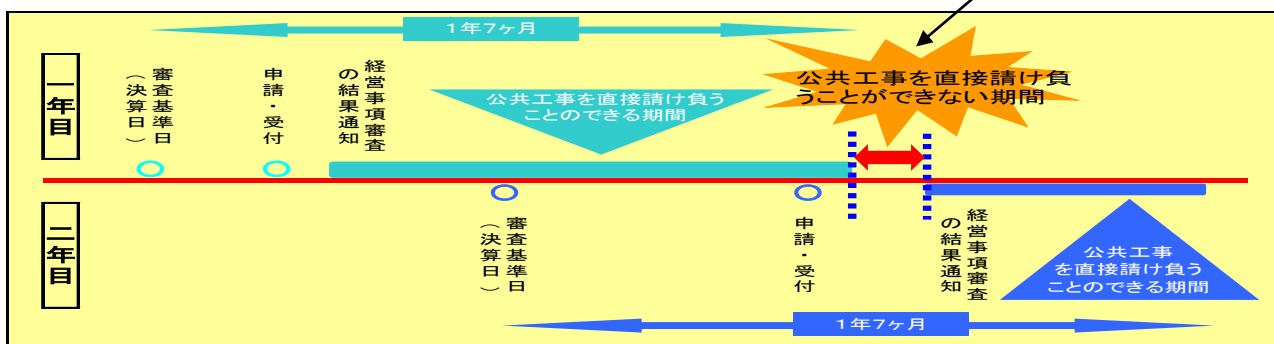 1年7ヶ月
一年目
審査基準日
（決算日）
申請・受付
経営事項審査
の結果通知
公共工事を直接請け負う
ことのできる期間
公共工事を直接請け負
うことができない期間
二年目
審査基準日
（決算日）
申請・受付
経営事項審査
の結果通知
公共工事
を直接請け負う
ことのできる期間
1年7ヶ月